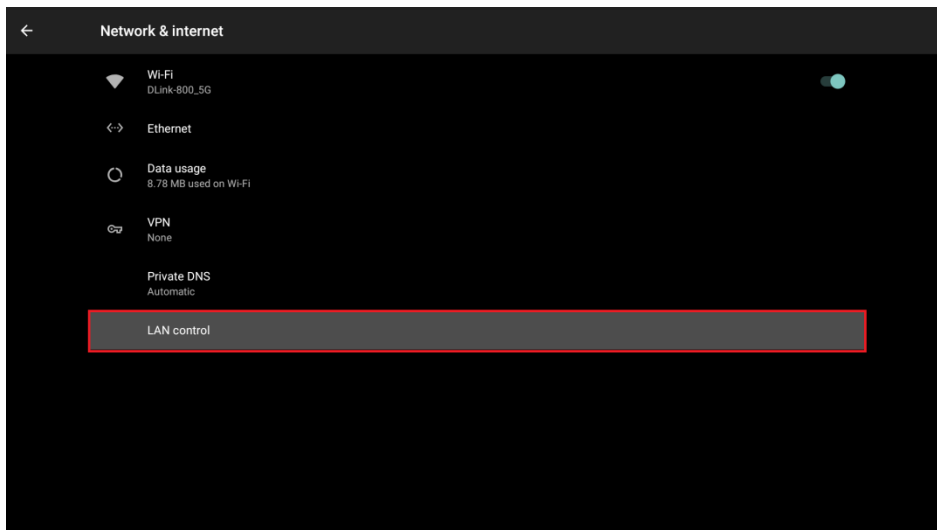 Network & internet
Wi-Fi
DLink-800_5G
Ethernet
Data usage
8.78 MB used on Wi-Fi
VPN
None
Private DNS
Automatic
LAN control